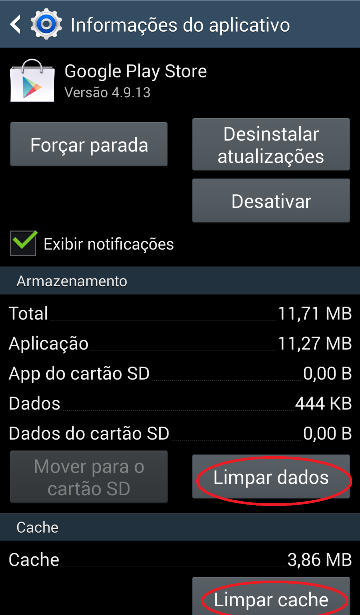 Informações do aplicativo
Google Play Store
Versão 4.9.13
Forçar parada
Desinstalar
atualizações
Desativar
Exibir notificações
Armazenamento
Total 11,71 MB
Aplicação 11,27 MB
App do cartão SD 0,00 B
Dados 444 KB
Dados do cartão SD 0,00 B
Mover para o
cartão SD
Limpar dados
Cache
Cache 3,86 MB
Limpar cache